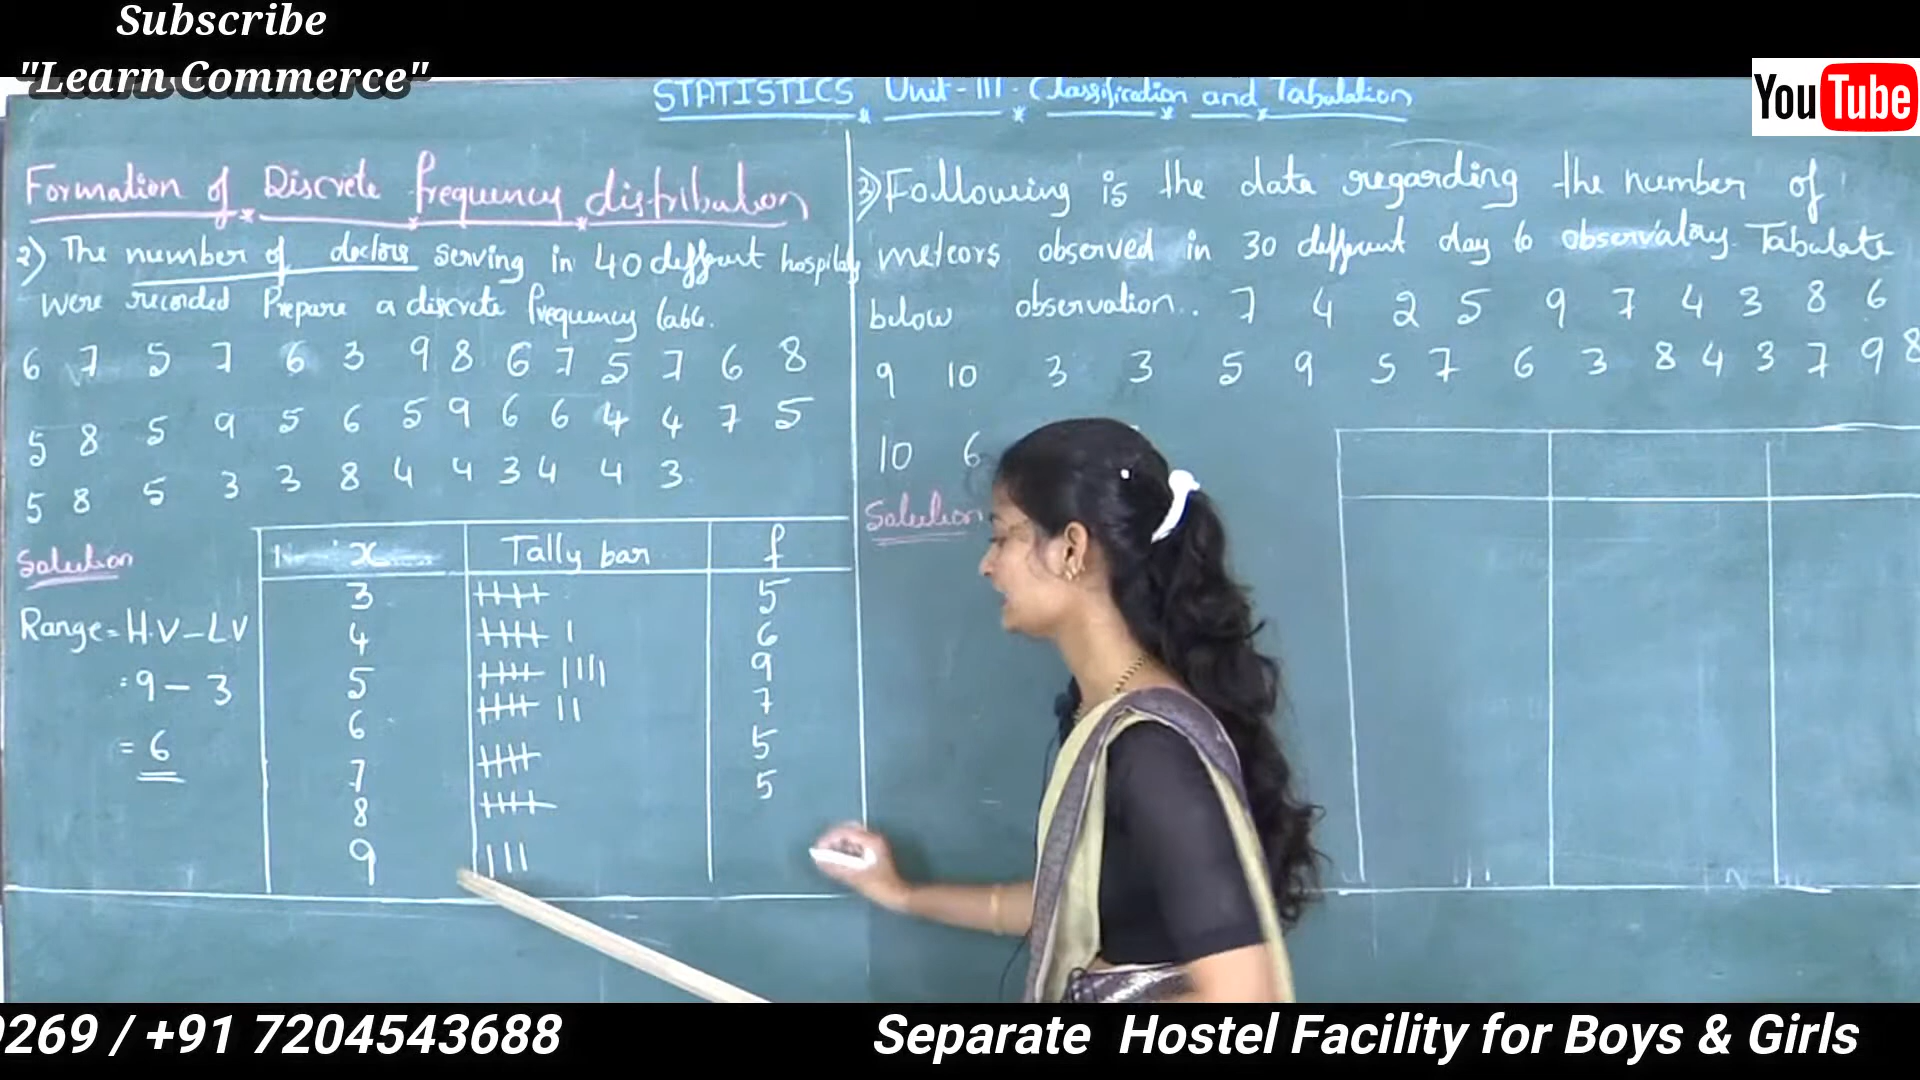 Subscribe
"Learn Commerce"
YouTube
STATISTICS Unit-III. Classification and Tabulation
Formation of Discrete frequency distribution
2) The number of doctors serving in 40 different hospitals
were recorded Prepare a discrete frequency table.
6 7 5 7 6 3 9 8 6 7 5 7 6 8
5 8 5 9 5 6 5 9 6 6 4 4 7 5
5 8 5 3 3 8 4 4 3 4 4 3.
Solution
Range = H.V - L V
= 9 - 3
= 6
x Tally bar f
3 5
4 6
5 9
6 7
7 5
8 5
9
3) Following is the data regarding the number of
meteors observed in 30 different day to observatory. Tabulate
below observation.. 7 4 2 5 9 7 4 3 8 6
9 10 3 3 5 9 5 7 6 3 8 4 3 7 9 8
10 6
Solution
269 / +91 7204543688 Separate Hostel Facility for Boys & Girls